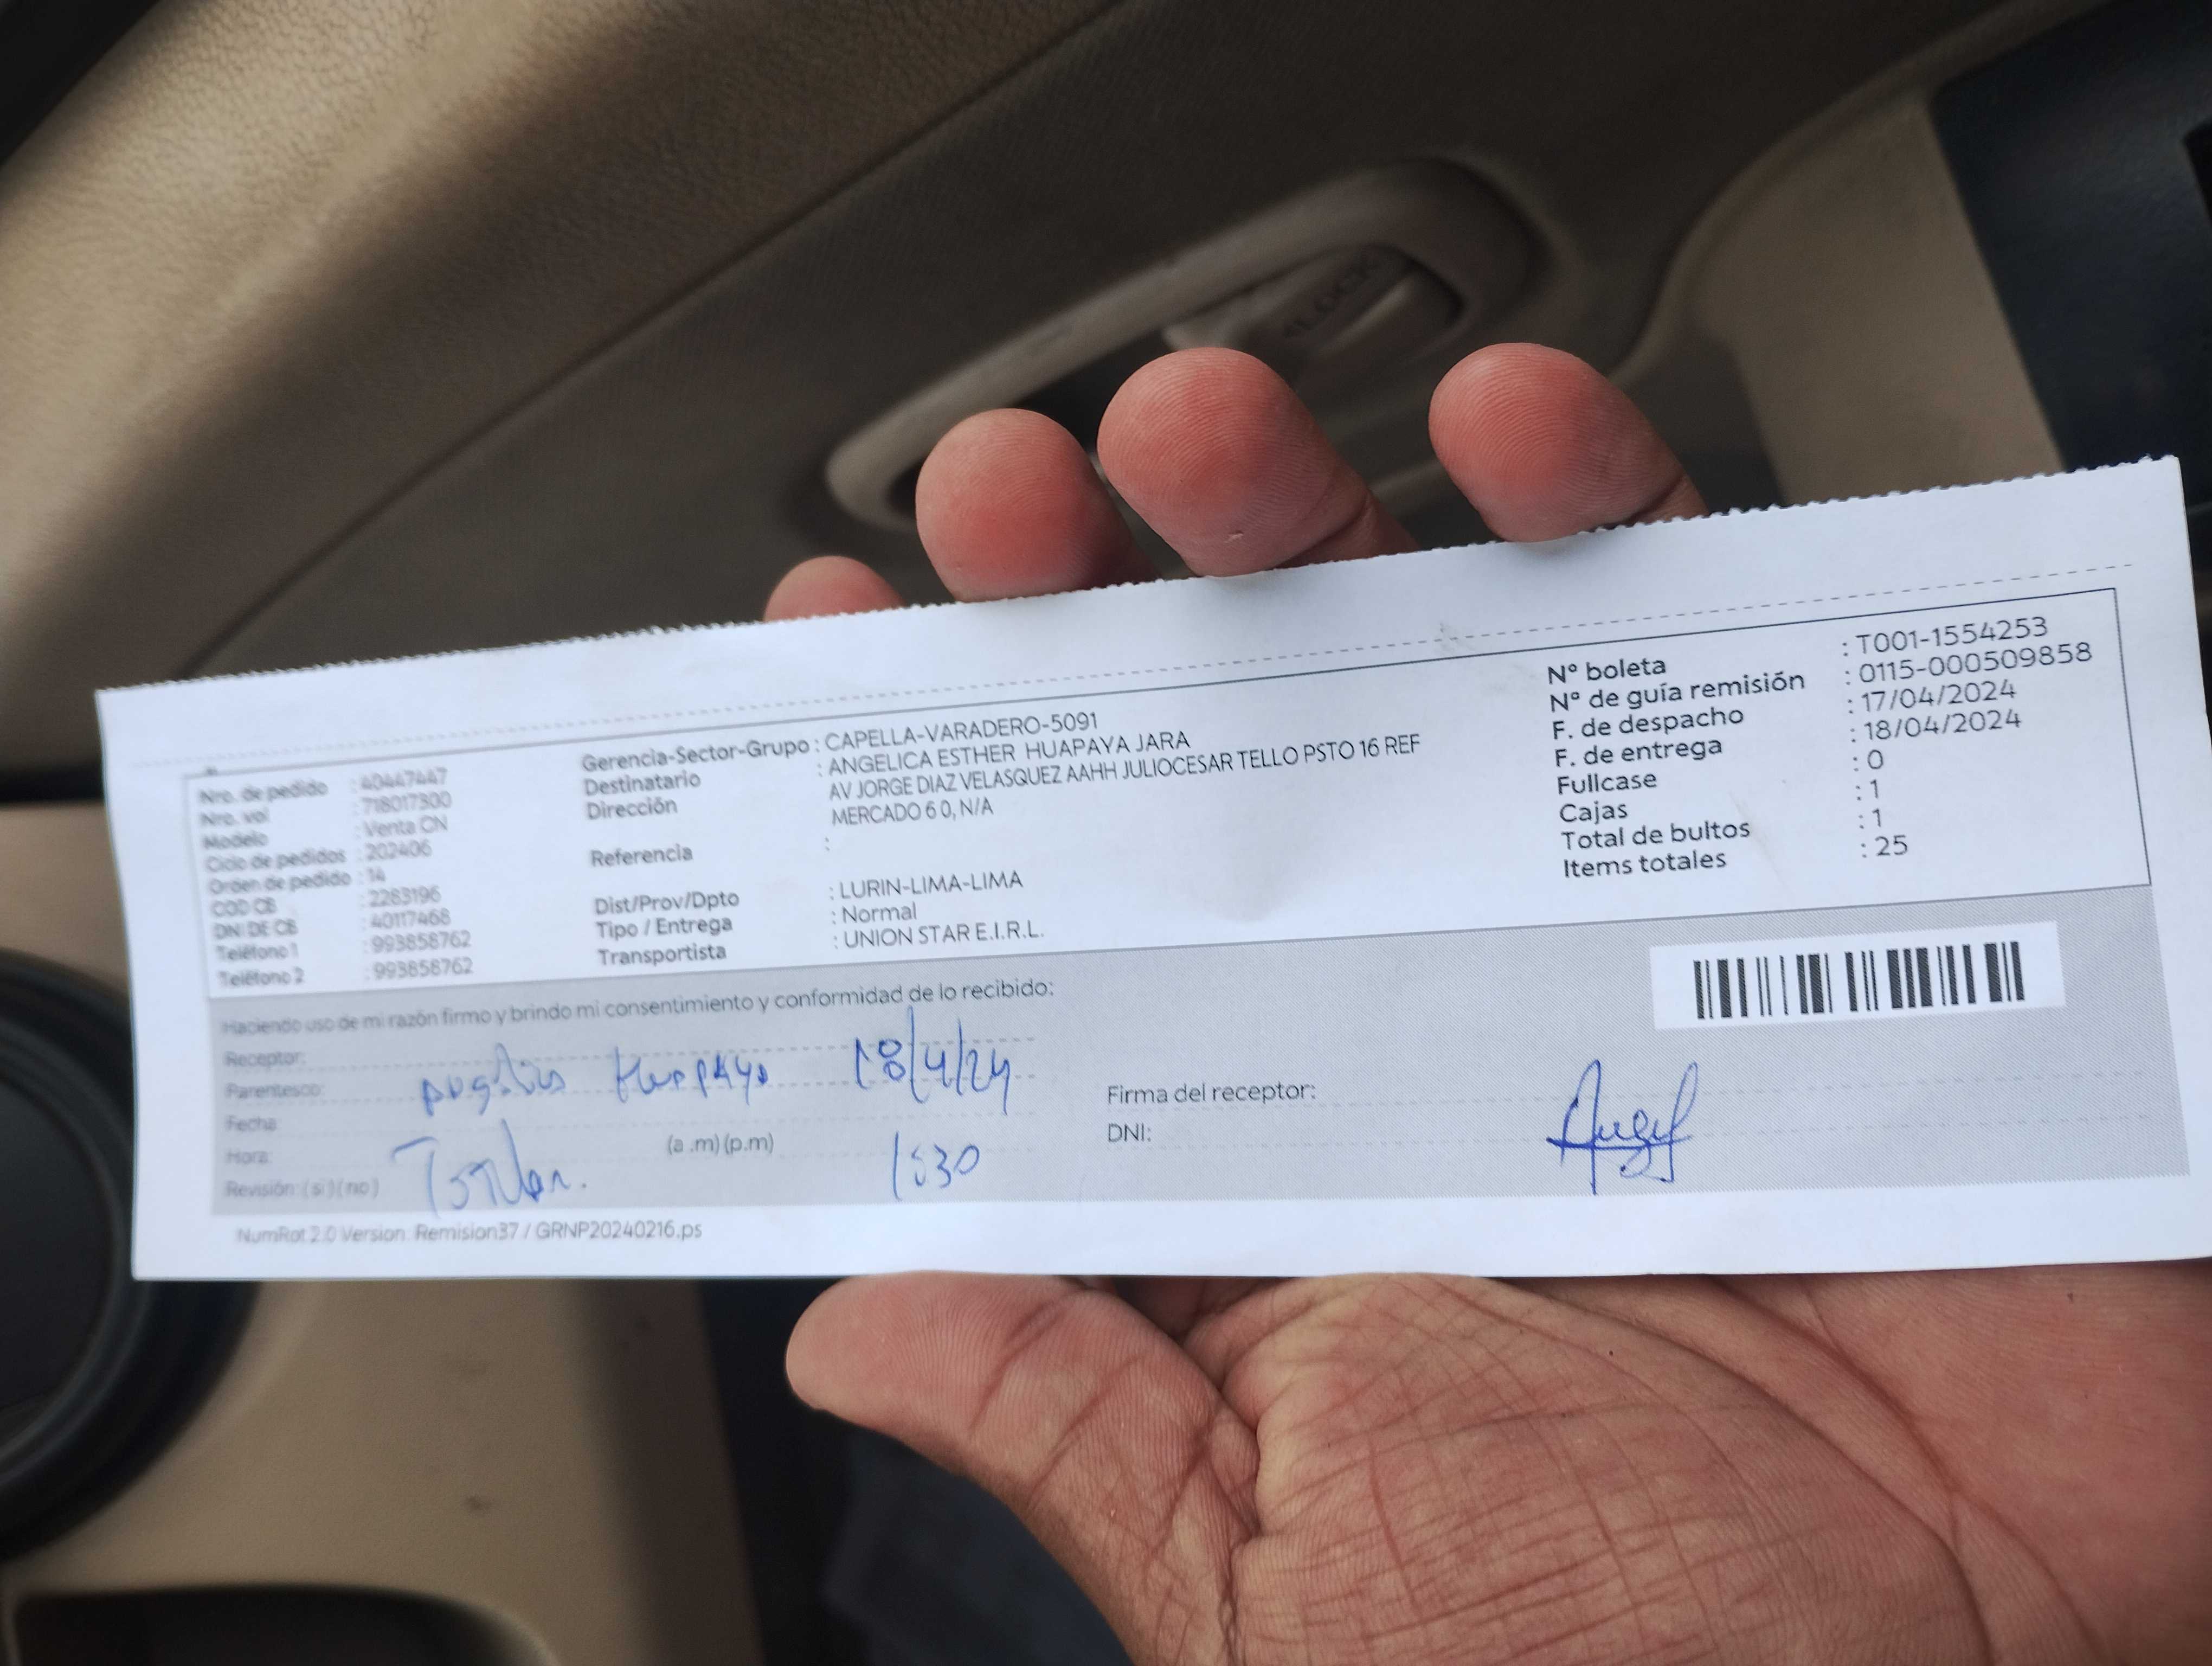 Nro. de pedido : 40447447
Nro. vol : 718017300
Modelo : Venta CN
Ciclo de pedidos : 202406
Orden de pedido : 14
COD CB : 2283196
DNI DE CB : 40117468
Teléfono 1 : 993858762
Teléfono 2 : 993858762
Gerencia-Sector-Grupo : CAPELLA-VARADERO-5091
Destinatario : ANGELICA ESTHER HUAPAYA JARA
Dirección AV JORGE DIAZ VELASQUEZ AAHH JULIOCESAR TELLO PSTO 16 REF
MERCADO 6 0, N/A
Referencia :
Dist/Prov/Dpto : LURIN-LIMA-LIMA
Tipo / Entrega : Normal
Transportista : UNION STAR E.I.R.L.
N° boleta : T001-1554253
N° de guía remisión : 0115-000509858
F. de despacho : 17/04/2024
F. de entrega : 18/04/2024
Fullcase : 0
Cajas : 1
Total de bultos : 1
Items totales : 25
Haciendo uso de mi razón firmo y brindo mi consentimiento y conformidad de lo recibido:
Receptor:
Parentesco: Huapaya 18/4/24
Fecha
Hora: (a .m) (p.m)
Revisión: (si) (no) 1530
Firma del receptor:
DNI:
NumRot 2.0 Version: Remision37 / GRNP20240216.ps
LOCK